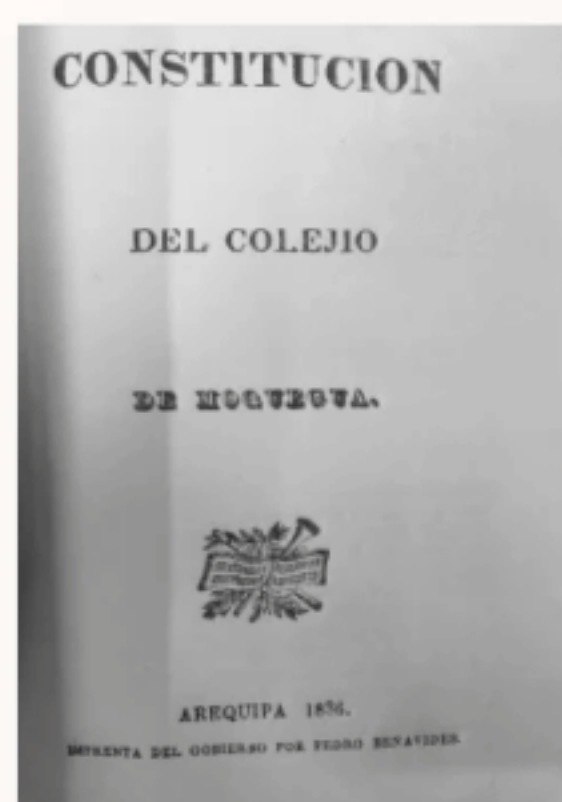 CONSTITUCION
DEL COLEJIO
DE MOQUEGUA.
AREQUIPA 1836.
IMPRENTA DEL GOBIERNO POR PEDRO BENAVIDES.